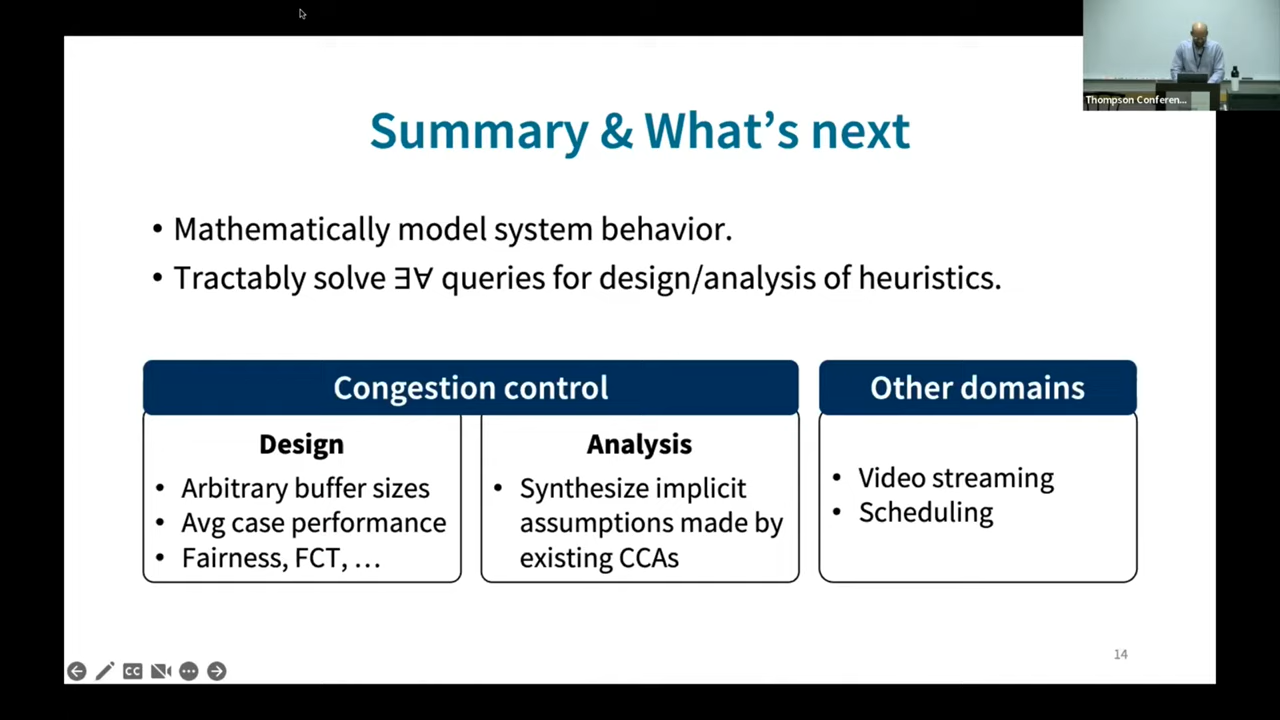 Thompson Conferen...
Summary & What's next
• Mathematically model system behavior.
• Tractably solve ∃∀ queries for design/analysis of heuristics.
Congestion control
Design
• Arbitrary buffer sizes
• Avg case performance
• Fairness, FCT, …
Analysis
• Synthesize implicit
assumptions made by
existing CCAs
Other domains
• Video streaming
• Scheduling
14
CC